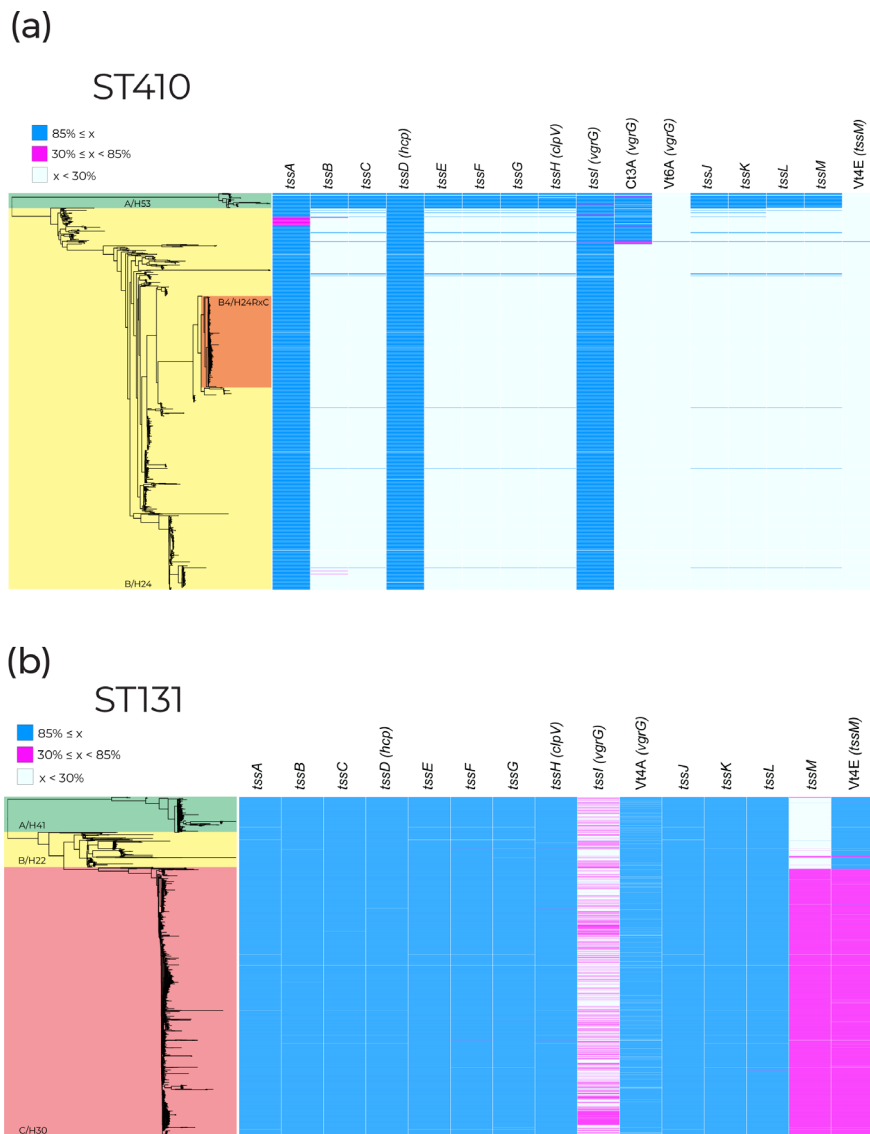 (a)
ST410
85% ≤ x
30% ≤ x < 85%
x < 30%
tssA
tssB
tssC
tssD (hcp)
tssE
tssF
tssG
tssH (clpV)
tssI (vgrG)
Ct3A (vgrG)
Vt6A (vgrG)
tssJ
tssK
tssL
tssM
Vt4E (tssM)
A/H53
B4/H24RxC
B/H24
(b)
ST131
85% ≤ x
30% ≤ x < 85%
x < 30%
tssA
tssB
tssC
tssD (hcp)
tssE
tssF
tssG
tssH (clpV)
tssI (vgrG)
Vt4A (vgrG)
tssJ
tssK
tssL
tssM
Vt4E (tssM)
A/H41
B/H22
C/H30